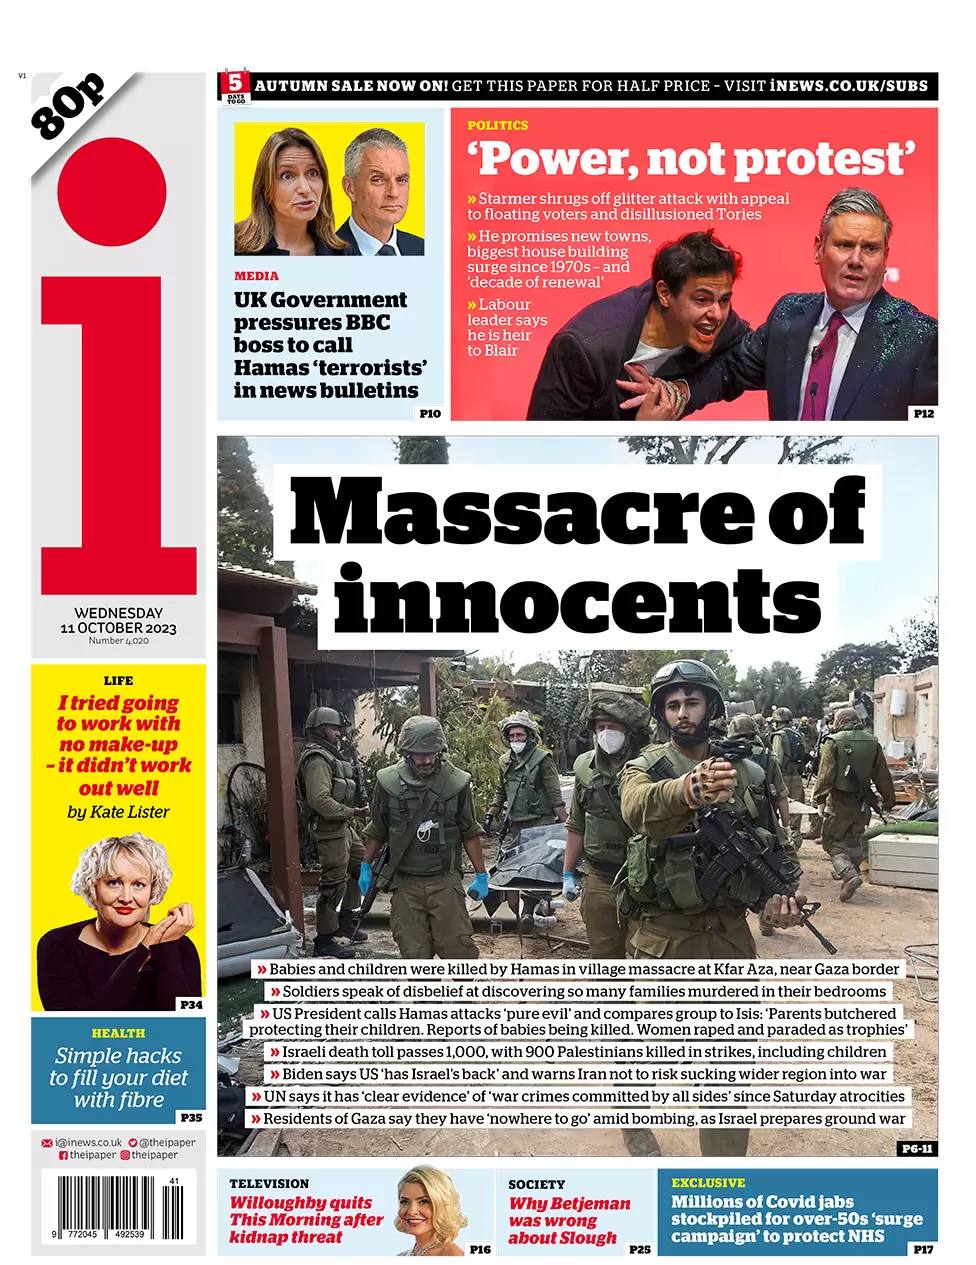 V1
80p
i
WEDNESDAY
11 OCTOBER 2023
Number 4,020
5
DAYS
TO GO
AUTUMN SALE NOW ON! GET THIS PAPER FOR HALF PRICE – VISIT iNEWS.CO.UK/SUBS
MEDIA
UK Government
pressures BBC
boss to call
Hamas ‘terrorists’
in news bulletins
P10
POLITICS
‘Power, not protest’
» Starmer shrugs off glitter attack with appeal
to floating voters and disillusioned Tories
» He promises new towns,
biggest house building
surge since 1970s – and
‘decade of renewal’
» Labour
leader says
he is heir
to Blair
P12
Massacre of
innocents
» Babies and children were killed by Hamas in village massacre at Kfar Aza, near Gaza border
» Soldiers speak of disbelief at discovering so many families murdered in their bedrooms
» US President calls Hamas attacks ‘pure evil’ and compares group to Isis: ‘Parents butchered
protecting their children. Reports of babies being killed. Women raped and paraded as trophies’
» Israeli death toll passes 1,000, with 900 Palestinians killed in strikes, including children
» Biden says US ‘has Israel’s back’ and warns Iran not to risk sucking wider region into war
» UN says it has ‘clear evidence’ of ‘war crimes committed by all sides’ since Saturday atrocities
» Residents of Gaza say they have ‘nowhere to go’ amid bombing, as Israel prepares ground war
P6-11
LIFE
I tried going
to work with
no make-up
– it didn’t work
out well
by Kate Lister
P34
HEALTH
Simple hacks
to fill your diet
with fibre
P35
i@inews.co.uk @theipaper
theipaper theipaper
41
9 772045 492539
TELEVISION
Willoughby quits
This Morning after
kidnap threat
P16
SOCIETY
Why Betjeman
was wrong
about Slough
P25
EXCLUSIVE
Millions of Covid jabs
stockpiled for over-50s ‘surge
campaign’ to protect NHS
P17